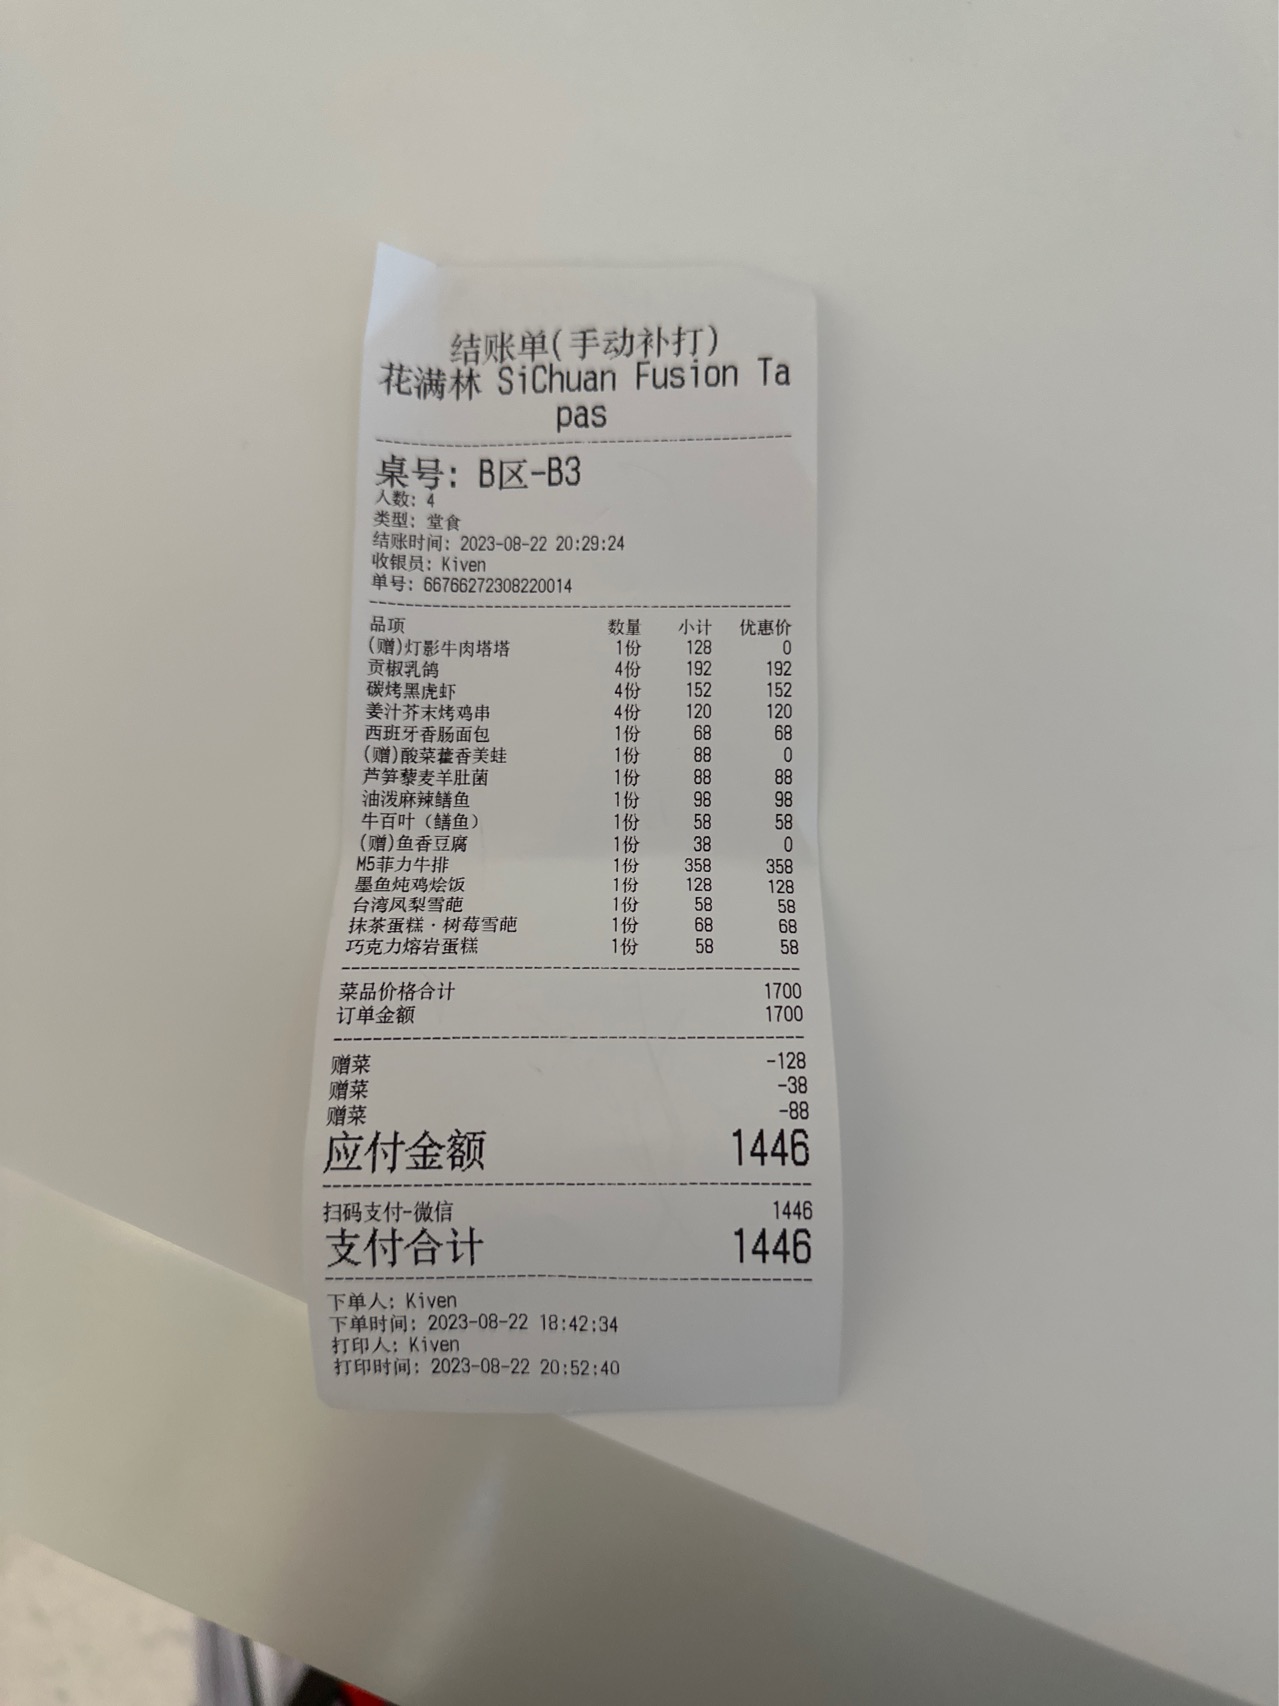 结账单(手动补打)
花满林 SiChuan Fusion Ta
pas
桌号: B区-B3
人数: 4
类型: 堂食
结账时间: 2023-08-22 20:29:24
收银员: Kiven
单号: 66766272308220014
品项 数量 小计 优惠价
(赠)灯影牛肉塔塔 1份 128 0
贡椒乳鸽 4份 192 192
碳烤黑虎虾 4份 152 152
姜汁芥末烤鸡串 4份 120 120
西班牙香肠面包 1份 68 68
(赠)酸菜藿香美蛙 1份 88 0
芦笋藜麦羊肚菌 1份 88 88
油泼麻辣鳝鱼 1份 98 98
牛百叶（鳝鱼） 1份 58 58
(赠)鱼香豆腐 1份 38 0
M5菲力牛排 1份 358 358
墨鱼炖鸡烩饭 1份 128 128
台湾凤梨雪葩 1份 58 58
抹茶蛋糕·树莓雪葩 1份 68 68
巧克力熔岩蛋糕 1份 58 58
菜品价格合计 1700
订单金额 1700
赠菜 -128
赠菜 -38
赠菜 -88
应付金额 1446
扫码支付-微信 1446
支付合计 1446
下单人: Kiven
下单时间: 2023-08-22 18:42:34
打印人: Kiven
打印时间: 2023-08-22 20:52:40